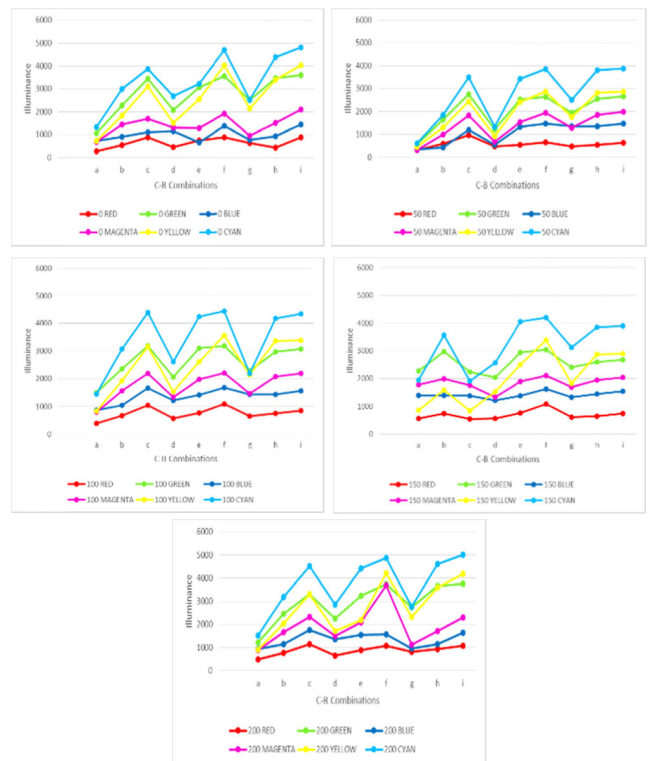 6000
5000
4000
3000
2000
1000
0
Illuminance
a b c d e f g h i
C-B Combinations
0 RED 0 GREEN 0 BLUE
0 MAGENTA 0 YELLOW 0 CYAN
6000
5000
4000
3000
2000
1000
0
Illuminance
a b c d e f g h i
C-B Combinations
50 RED 50 GREEN 50 BLUE
50 MAGENTA 50 YELLOW 50 CYAN
6000
5000
4000
3000
2000
1000
0
Illuminance
a b c d e f g h i
C-B Combinations
100 RED 100 GREEN 100 BLUE
100 MAGENTA 100 YELLOW 100 CYAN
6000
5000
4000
3000
2000
1000
0
Illuminance
a b c d e f g h i
C-B Combinations
150 RED 150 GREEN 150 BLUE
150 MAGENTA 150 YELLOW 150 CYAN
6000
5000
4000
3000
2000
1000
0
Illuminance
a b c d e f g h i
C-B Combinations
200 RED 200 GREEN 200 BLUE
200 MAGENTA 200 YELLOW 200 CYAN